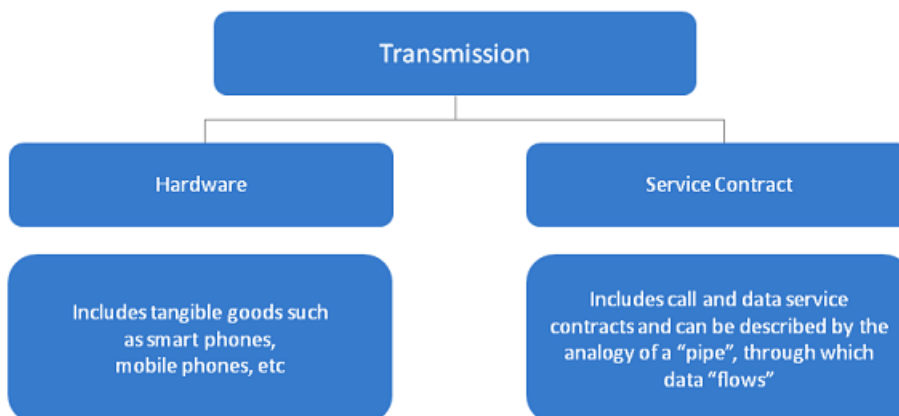 Transmission
Hardware
Service Contract
Includes tangible goods such
as smart phones,
mobile phones, etc
Includes call and data service
contracts and can be described by the
analogy of a “pipe”, through which
data “flows”